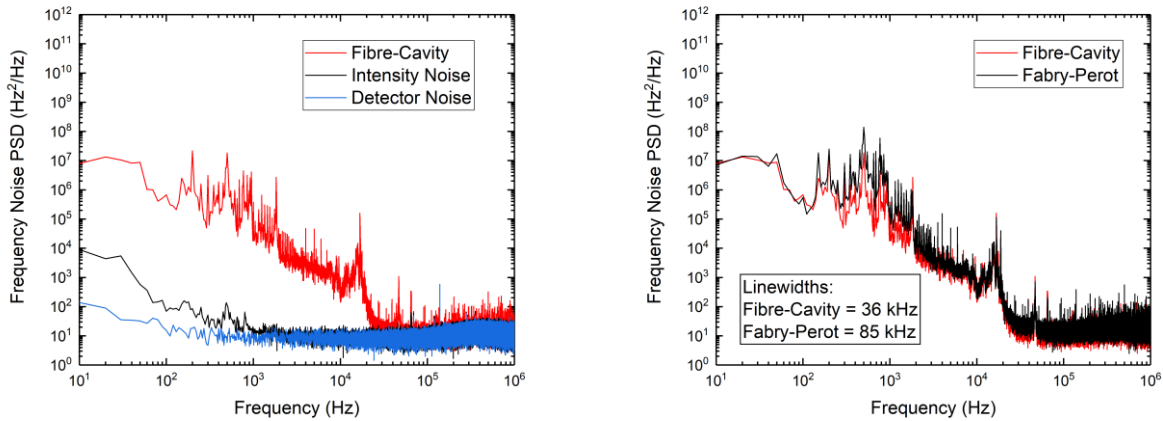 Frequency Noise PSD (Hz²/Hz)
10¹²
10¹¹
10¹⁰
10⁹
10⁸
10⁷
10⁶
10⁵
10⁴
10³
10²
10¹
10⁰
Fibre-Cavity
Intensity Noise
Detector Noise
10¹ 10² 10³ 10⁴ 10⁵ 10⁶
Frequency (Hz)
Frequency Noise PSD (Hz²/Hz)
10¹²
10¹¹
10¹⁰
10⁹
10⁸
10⁷
10⁶
10⁵
10⁴
10³
10²
10¹
10⁰
Fibre-Cavity
Fabry-Perot
Linewidths:
Fibre-Cavity = 36 kHz
Fabry-Perot = 85 kHz
10¹ 10² 10³ 10⁴ 10⁵ 10⁶
Frequency (Hz)